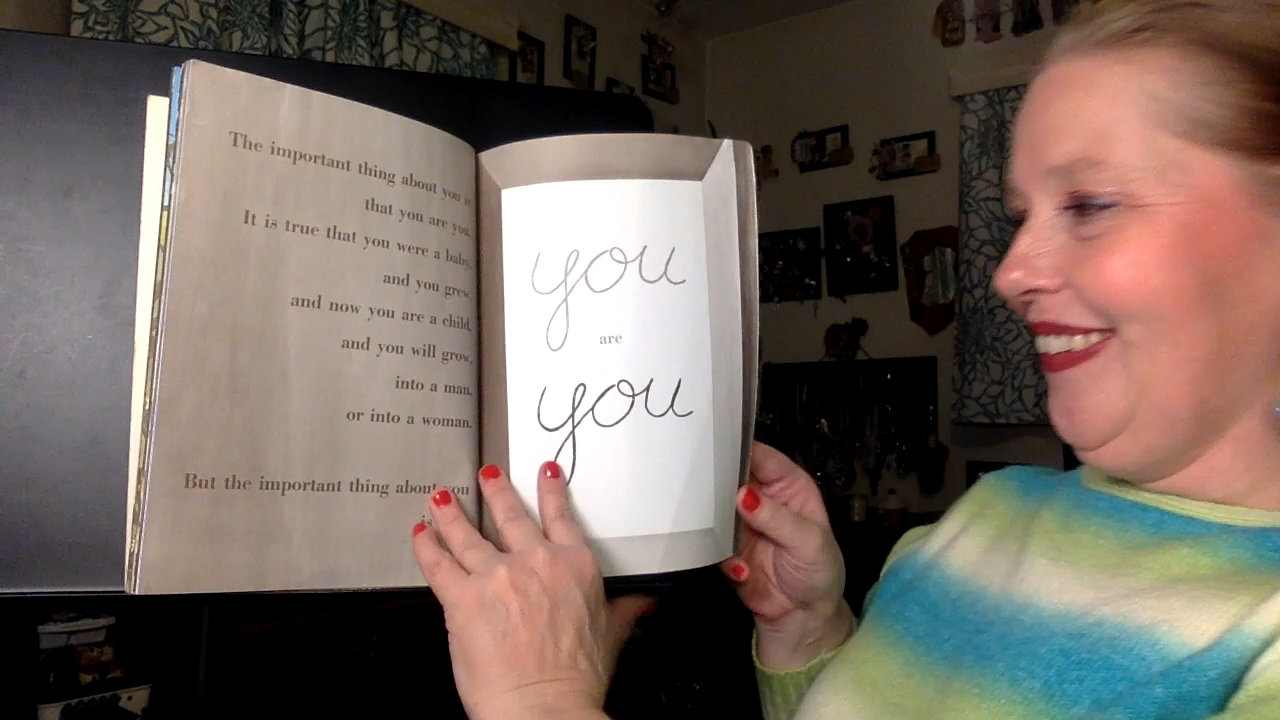 The important thing about you is
that you are you.
It is true that you were a baby,
and you grew,
and now you are a child,
and you will grow,
into a man,
or into a woman.
But the important thing about you
you
are
you